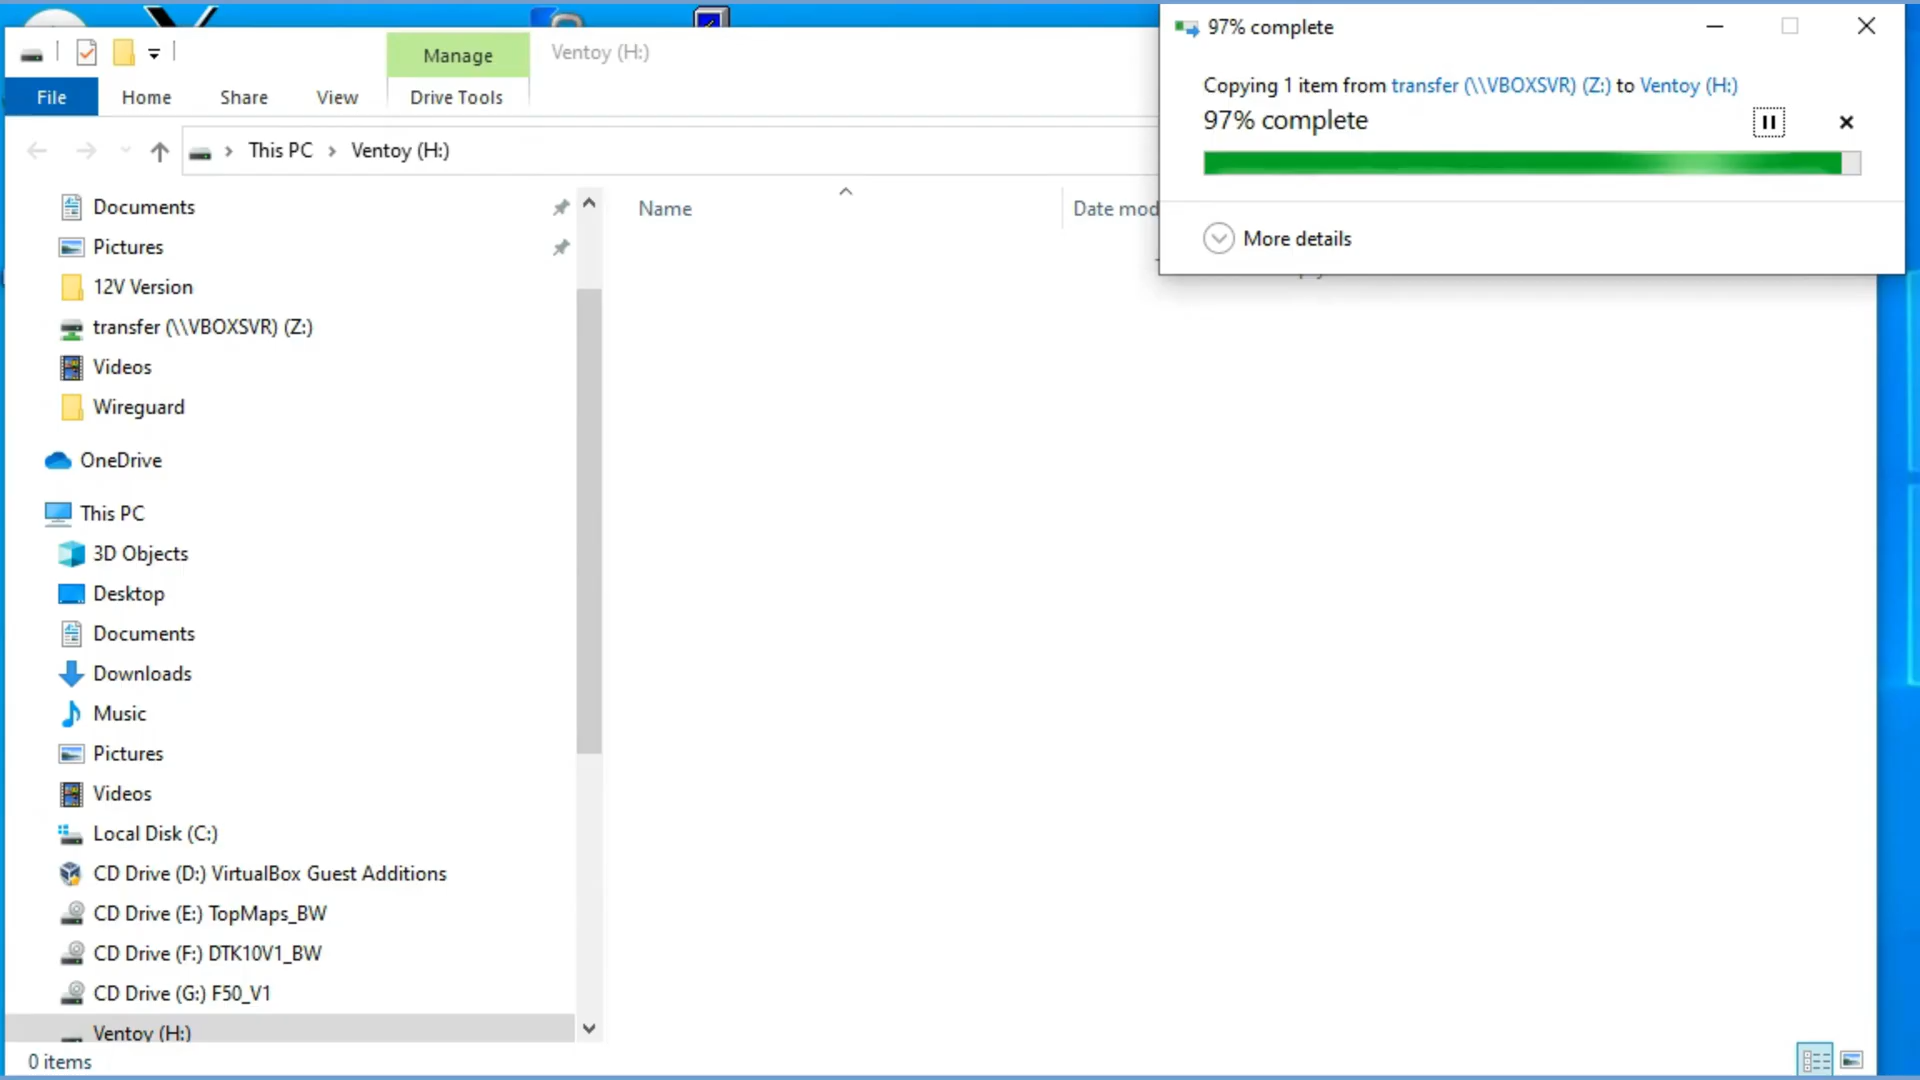 Manage
Ventoy (H:)
File
Home
Share
View
Drive Tools
This PC
Ventoy (H:)
Documents
Pictures
12V Version
transfer (\\VBOXSVR) (Z:)
Videos
Wireguard
OneDrive
This PC
3D Objects
Desktop
Documents
Downloads
Music
Pictures
Videos
Local Disk (C:)
CD Drive (D:) VirtualBox Guest Additions
CD Drive (E:) TopMaps_BW
CD Drive (F:) DTK10V1_BW
CD Drive (G:) F50_V1
Ventoy (H:)
0 items
Name
Date mod
97% complete
Copying 1 item from transfer (\\VBOXSVR) (Z:) to Ventoy (H:)
97% complete
More details